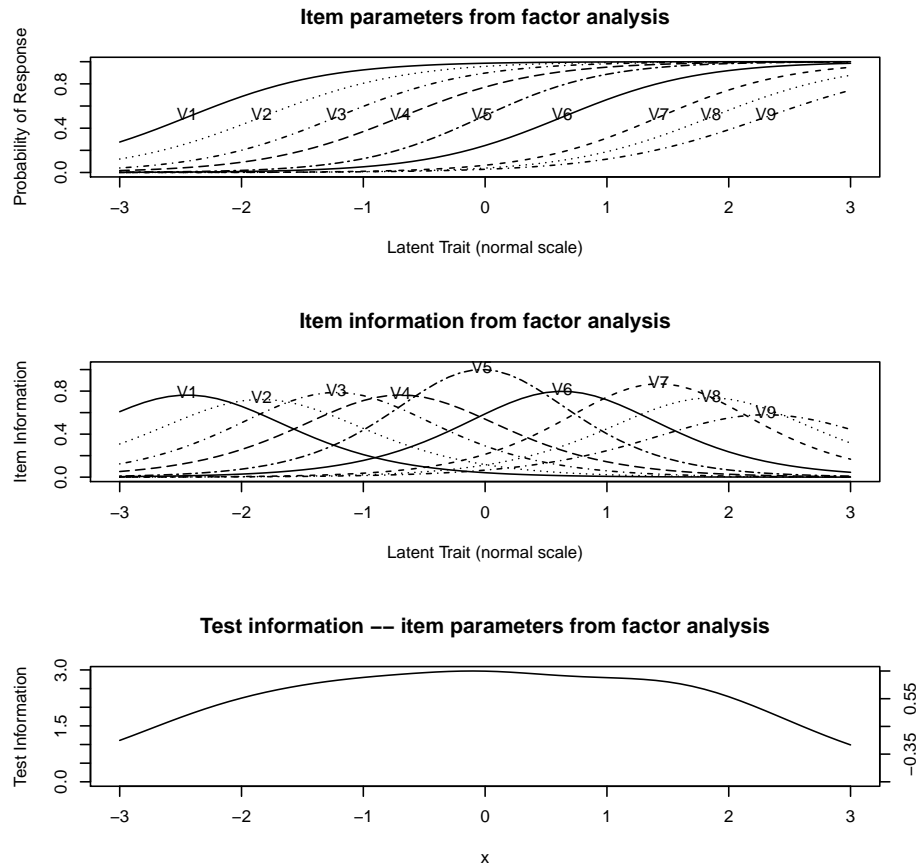 Item parameters from factor analysis
Probability of Response
0.0 0.4 0.8
V1 V2 V3 V4 V5 V6 V7 V8 V9
−3 −2 −1 0 1 2 3
Latent Trait (normal scale)
Item information from factor analysis
Item Information
0.0 0.4 0.8
V1 V2 V3 V4 V5 V6 V7 V8 V9
−3 −2 −1 0 1 2 3
Latent Trait (normal scale)
Test information −− item parameters from factor analysis
Test Information
0.0 1.5 3.0
−0.35 0.55
−3 −2 −1 0 1 2 3
x